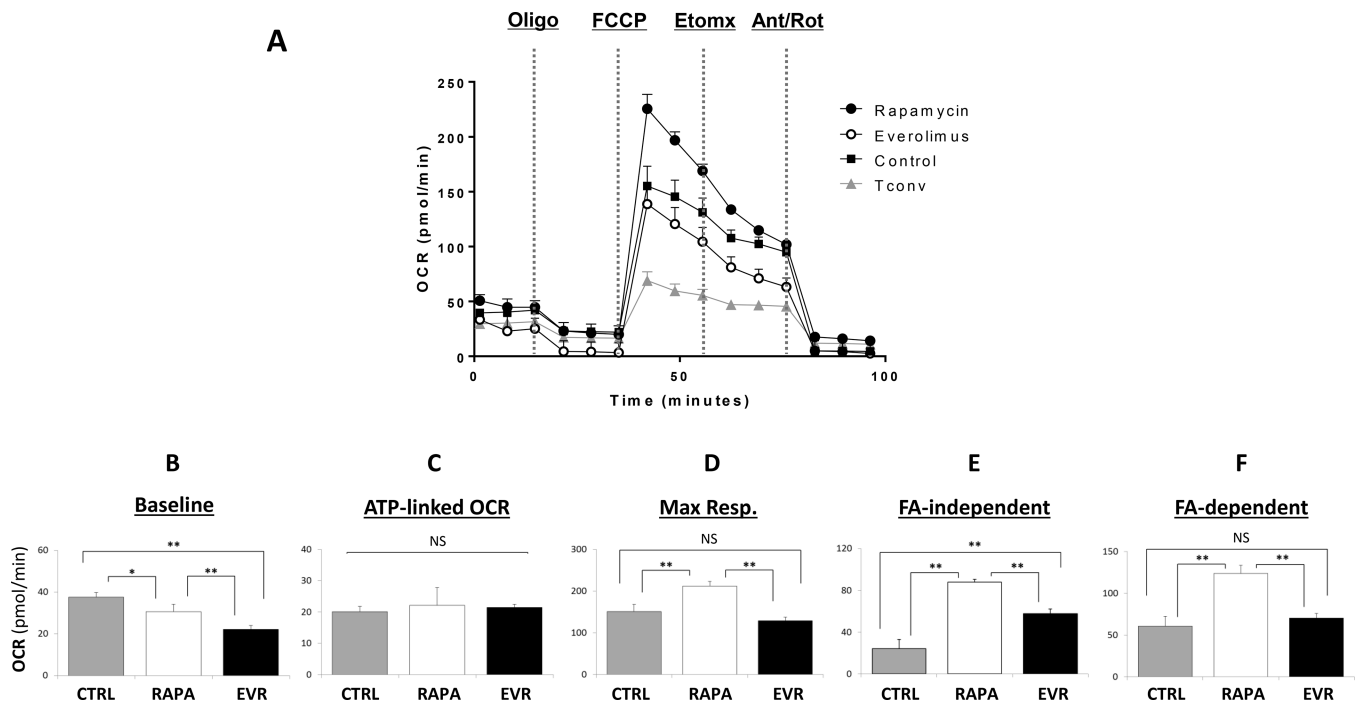 Oligo FCCP Etomx Ant/Rot
A
250
200
150
100
50
0
OCR (pmol/min)
0 50 100
Time (minutes)
Rapamycin
Everolimus
Control
Tconv
B
Baseline
**
* **
60
40
20
0
OCR (pmol/min)
CTRL RAPA EVR
C
ATP-linked OCR
NS
40
30
20
10
0
CTRL RAPA EVR
D
Max Resp.
NS
** **
300
200
100
0
CTRL RAPA EVR
E
FA-independent
**
** **
120
80
40
0
CTRL RAPA EVR
F
FA-dependent
NS
** **
150
100
50
0
CTRL RAPA EVR